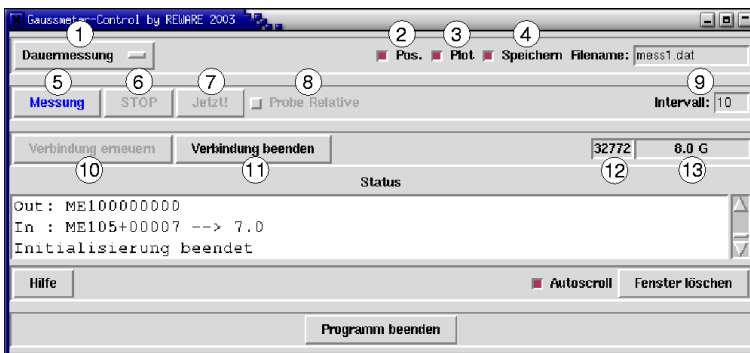 Gaussmeter-Control by REWARE 2003
1 2 3 4
Dauermessung Pos. Plot Speichern Filename: mess1.dat
5 6 7 8 9
Messung STOP Jetzt! Probe Relative Intervall: 10
Verbindung erneuern Verbindung beenden 32772 8.0 G
10 11 12 13
Status
Out: ME100000000
In : ME105+00007 --> 7.0
Initialisierung beendet
Hilfe Autoscroll Fenster löschen
Programm beenden